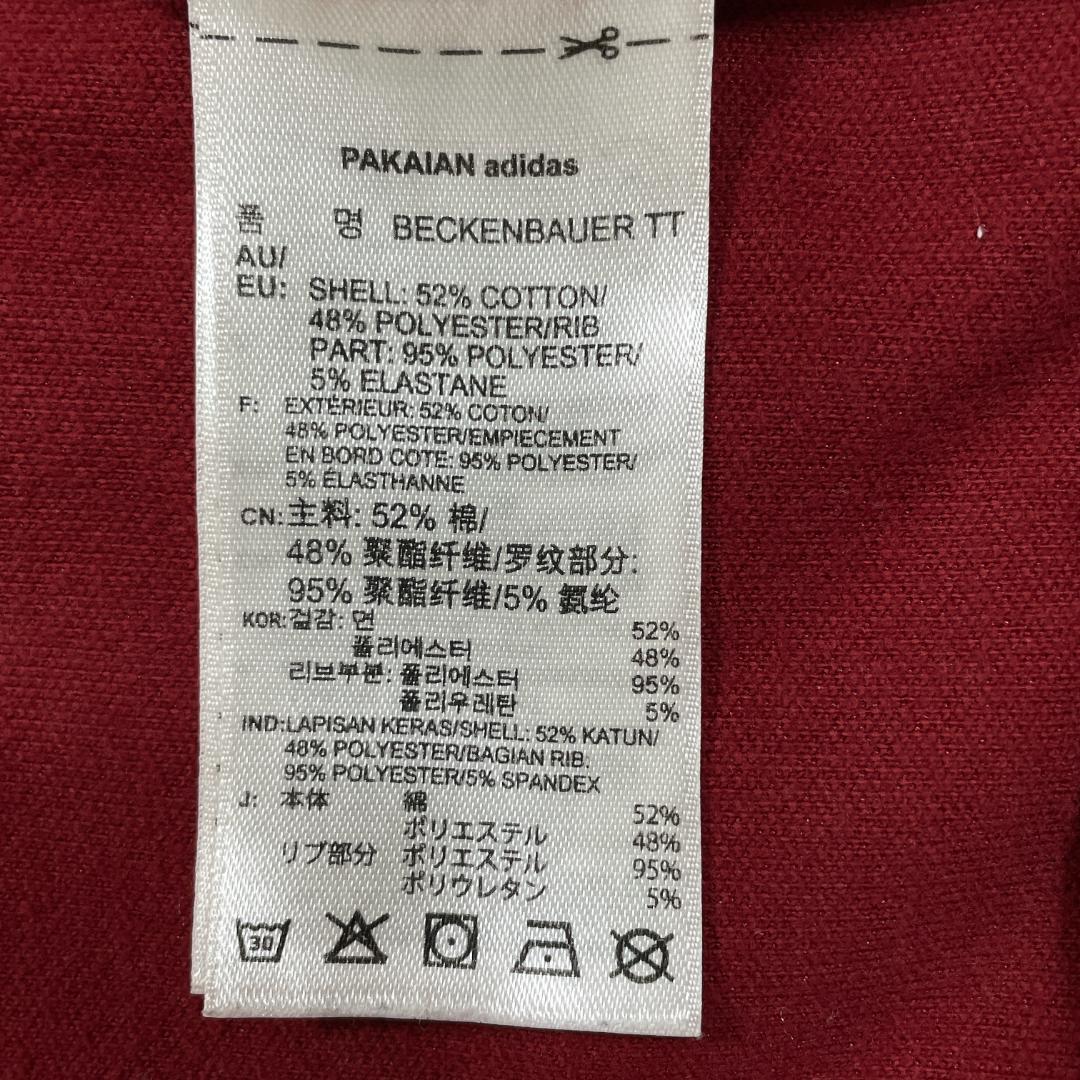 PAKAIAN adidas
품 명 BECKENBAUER TT
AU/
EU: SHELL: 52% COTTON/
48% POLYESTER/RIB
PART: 95% POLYESTER/
5% ELASTANE
F: EXTÉRIEUR: 52% COTON/
48% POLYESTER/EMPIECEMENT
EN BORD COTE: 95% POLYESTER/
5% ÉLASTHANNE
CN: 主料: 52% 棉/
48% 聚酯纤维/罗纹部分:
95% 聚酯纤维/5% 氨纶
KOR: 겉감: 면 52%
폴리에스터 48%
리브부분: 폴리에스터 95%
폴리우레탄 5%
IND: LAPISAN KERAS/SHELL: 52% KATUN/
48% POLYESTER/BAGIAN RIB:
95% POLYESTER/5% SPANDEX
J: 本体 綿 52%
ポリエステル 48%
リブ部分 ポリエステル 95%
ポリウレタン 5%
30